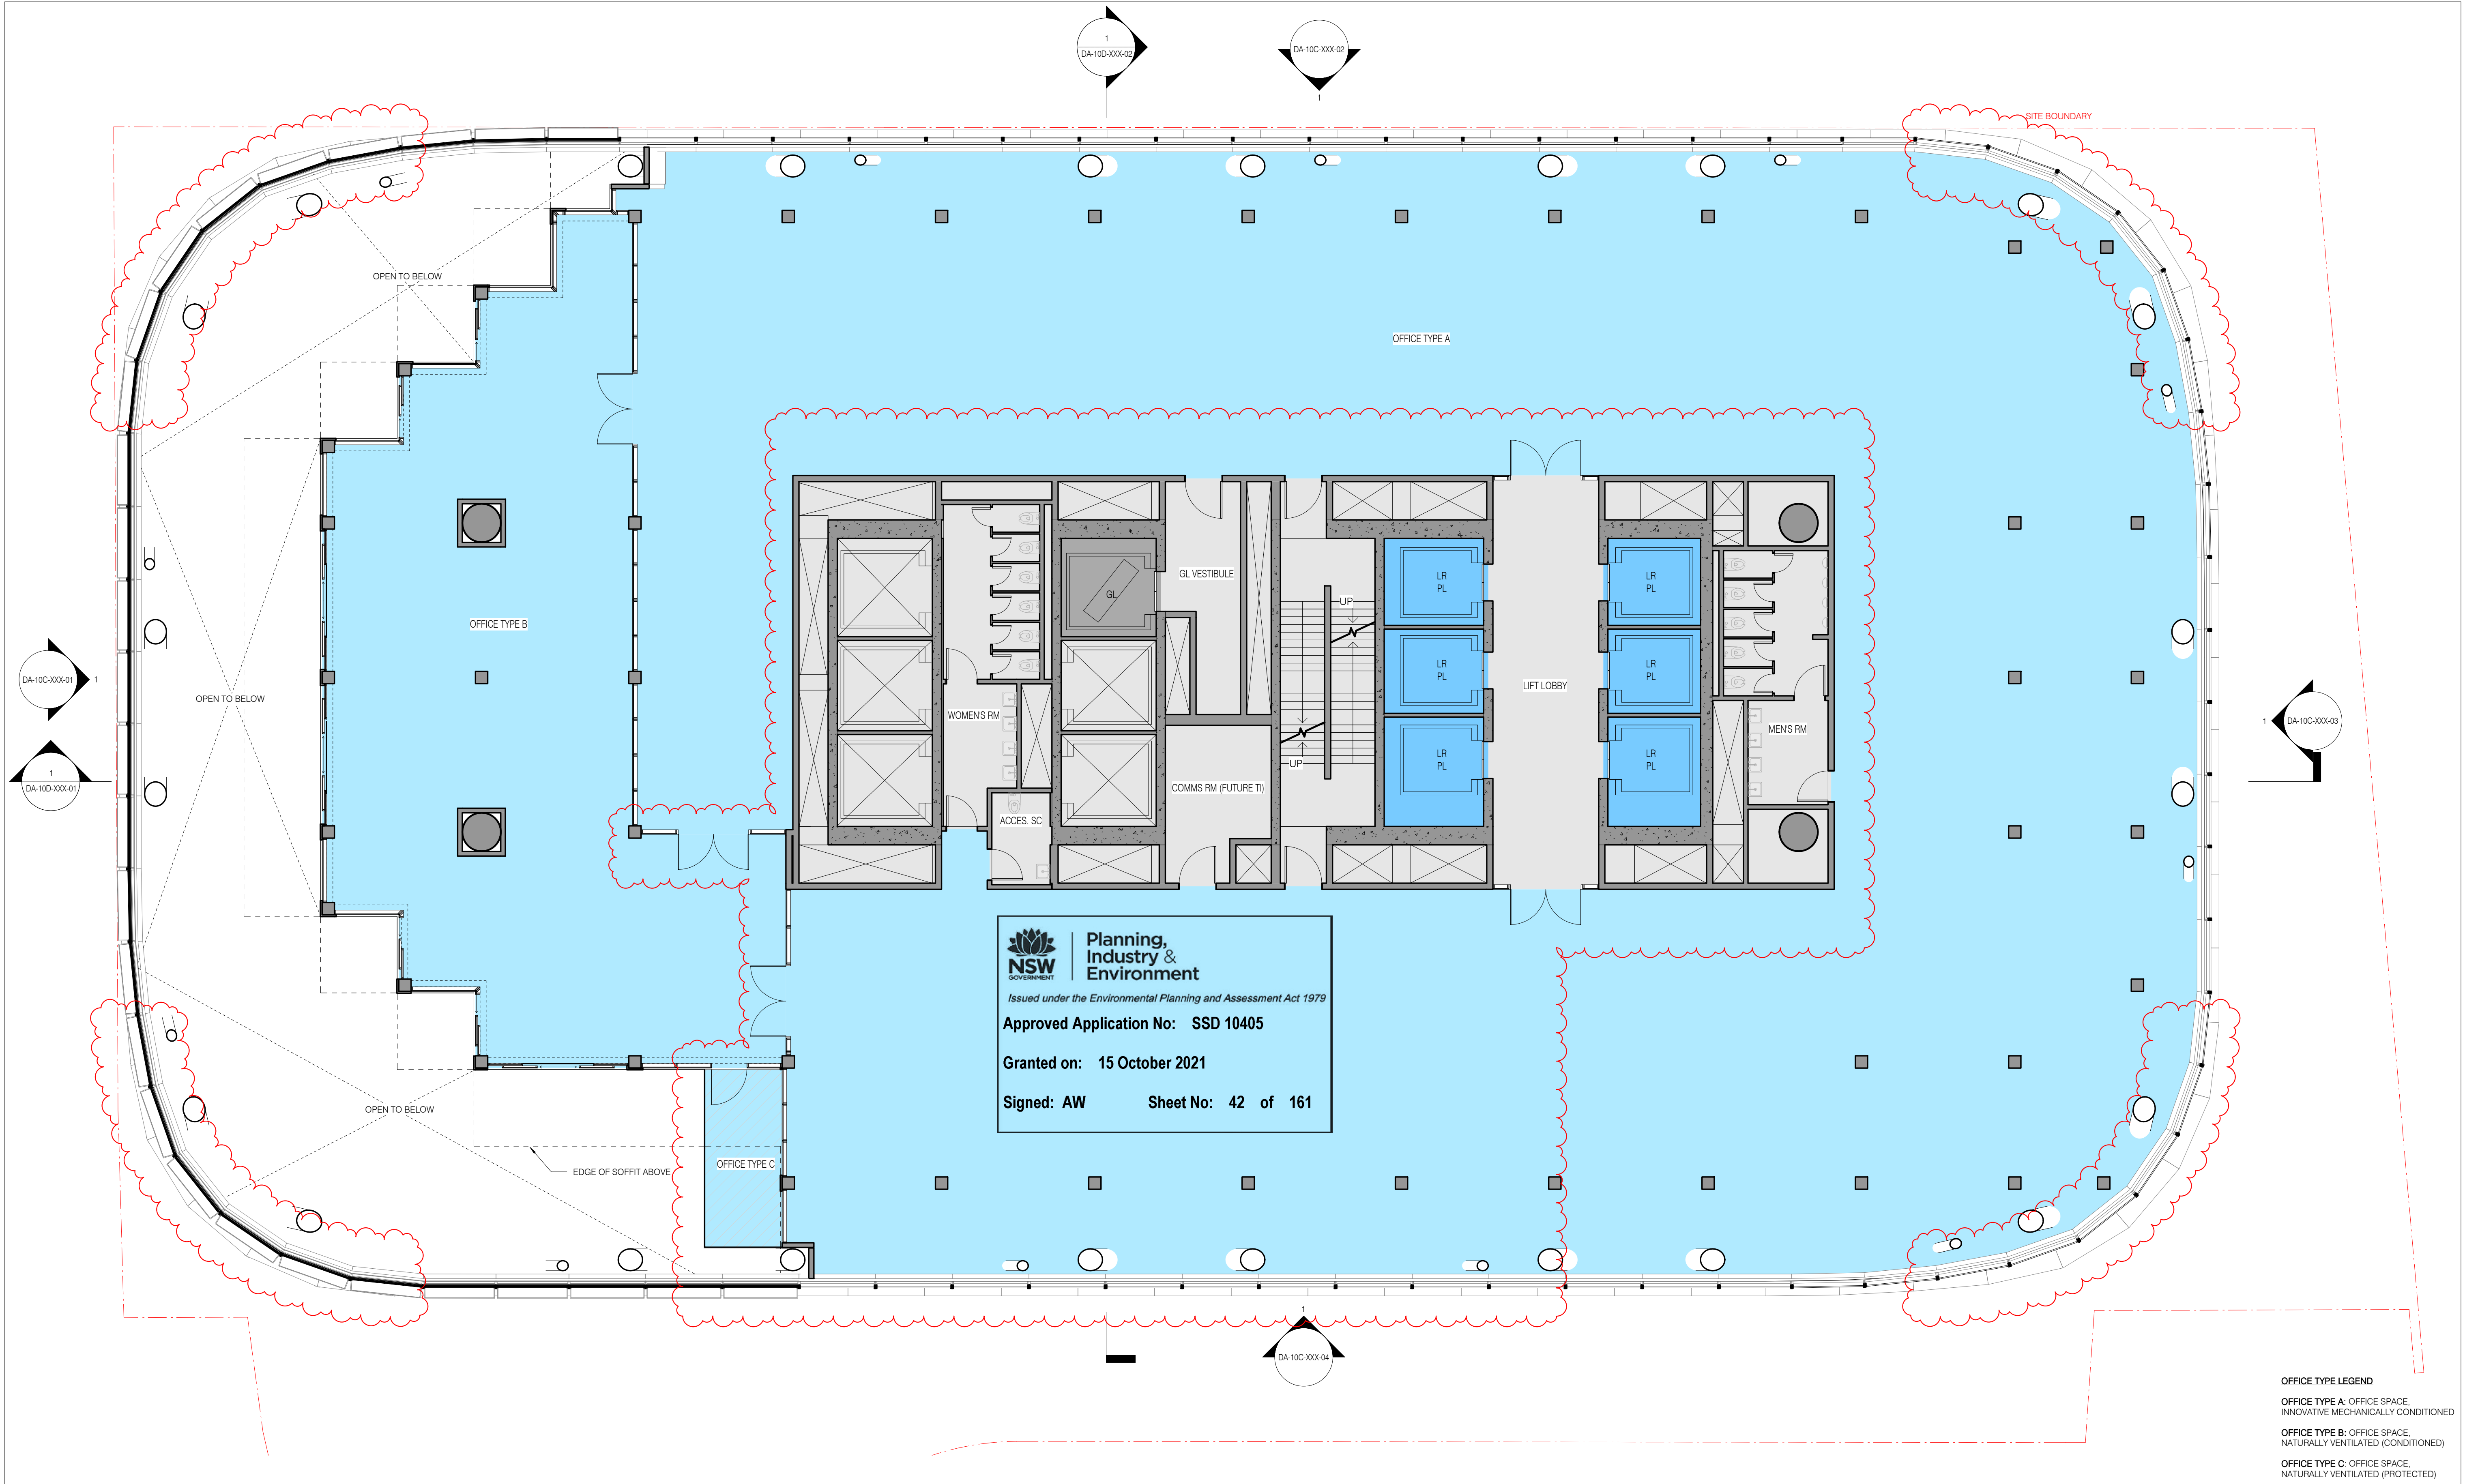 1
DA-10D-XXX-02
DA-10C-XXX-02
1
SITE BOUNDARY
OPEN TO BELOW
OFFICE TYPE A
GL VESTIBULE
GL
LR
PL
LR
PL
UP
OFFICE TYPE B
LR
PL
LR
PL
DA-10C-XXX-01
1
OPEN TO BELOW
WOMEN'S RM
LIFT LOBBY
MEN'S RM
1
DA-10C-XXX-03
LR
PL
LR
PL
UP
1
DA-10D-XXX-01
COMMS RM (FUTURE TI)
ACCES. SC
NSW
GOVERNMENT
Planning,
Industry &
Environment
Issued under the Environmental Planning and Assessment Act 1979
Approved Application No: SSD 10405
Granted on: 15 October 2021
Signed: AW Sheet No: 42 of 161
OPEN TO BELOW
EDGE OF SOFFIT ABOVE
OFFICE TYPE C
1
DA-10C-XXX-04
OFFICE TYPE LEGEND
OFFICE TYPE A: OFFICE SPACE,
INNOVATIVE MECHANICALLY CONDITIONED
OFFICE TYPE B: OFFICE SPACE,
NATURALLY VENTILATED (CONDITIONED)
OFFICE TYPE C: OFFICE SPACE,
NATURALLY VENTILATED (PROTECTED)